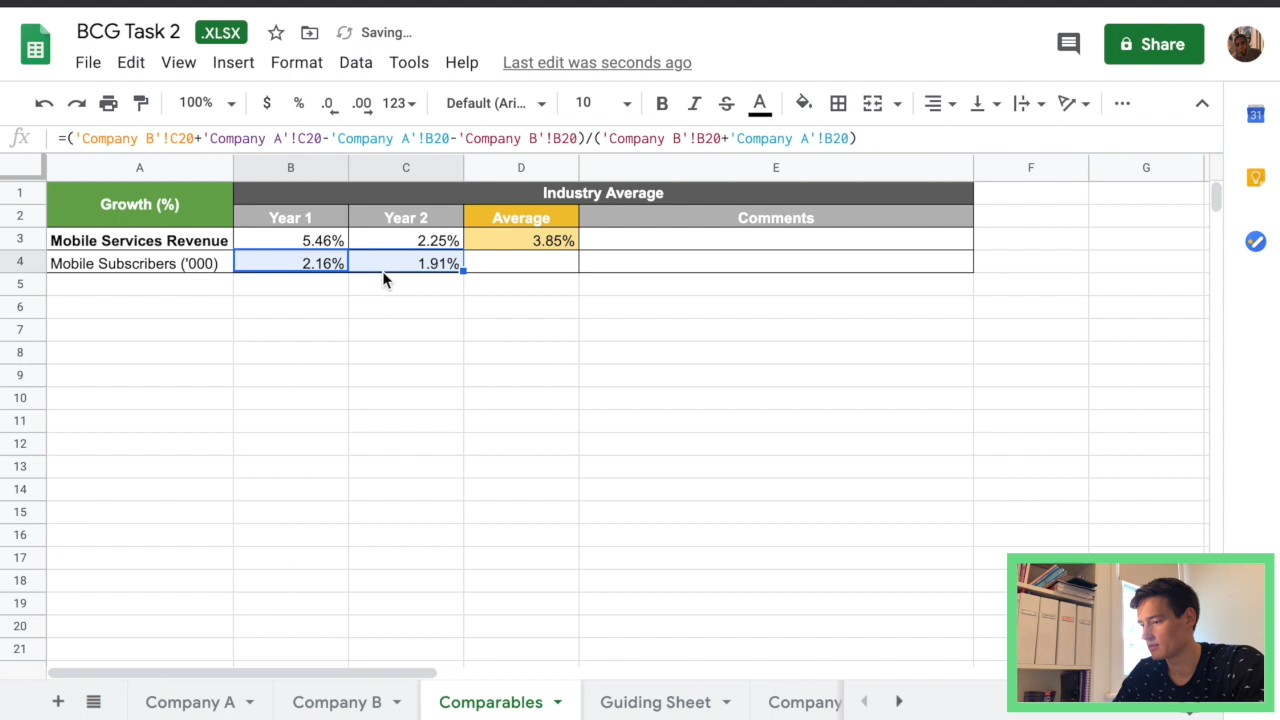 BCG Task 2 .XLSX Saving...
File Edit View Insert Format Data Tools Help Last edit was seconds ago
Share
100% $ % .0 .00 123 Default (Ari... 10 B I S A ...
31
fx =('Company B'!C20+'Company A'!C20-'Company A'!B20-'Company B'!B20)/('Company B'!B20+'Company A'!B20)
A B C D E F G
1 Growth (%) Industry Average
2 Year 1 Year 2 Average Comments
3 Mobile Services Revenue 5.46% 2.25% 3.85%
4 Mobile Subscribers ('000) 2.16% 1.91%
5
6
7
8
9
10
11
12
13
14
15
16
17
18
19
20
21
+ Company A Company B Comparables Guiding Sheet Company